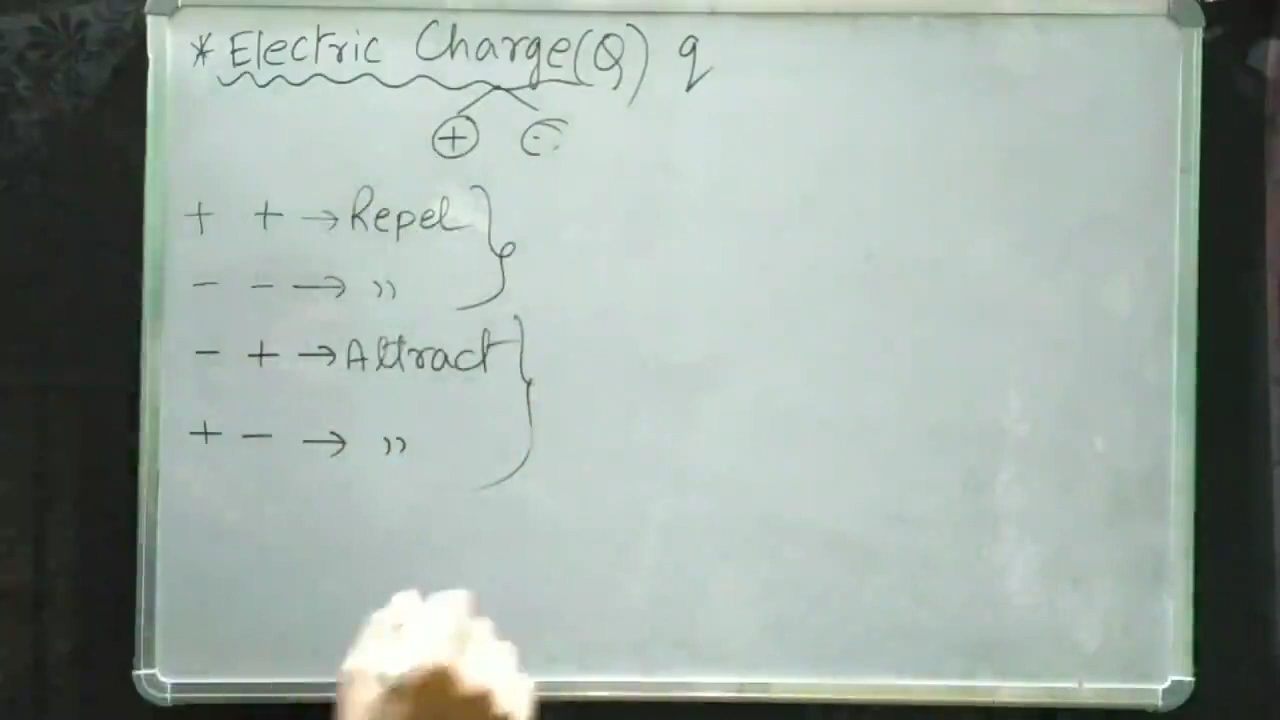 * Electric Charge (Q) q
⊕ ⊖
+ + → Repel
- - → ”
- + → Attract
+ - → ”